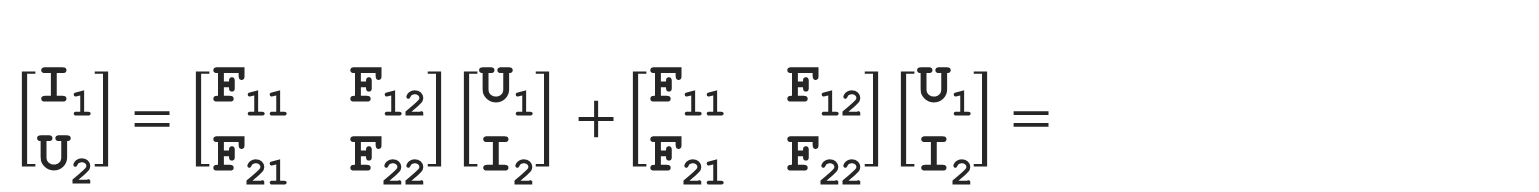 [I₁ U₂] = [F₁₁ F₁₂ F₂₁ F₂₂] [U₁ I₂] + [F₁₁ F₁₂ F₂₁ F₂₂] [U₁ I₂] =